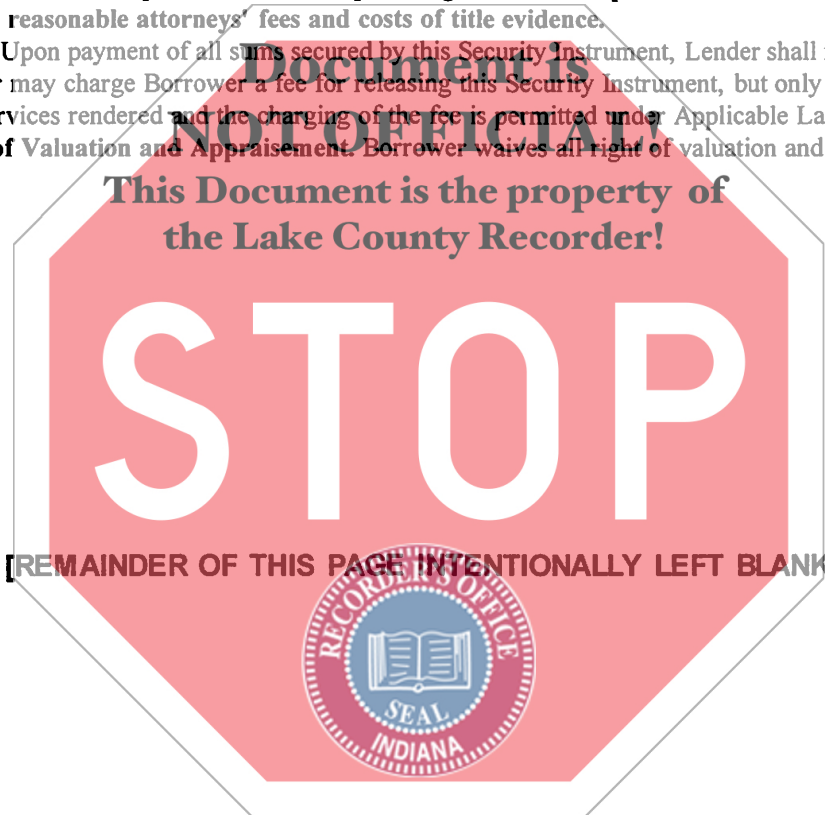 reasonable attorneys' fees and costs of title evidence.
Upon payment of all sums secured by this Security Instrument, Lender shall
may charge Borrower a fee for releasing this Security Instrument, but only
rvices rendered and the charging of the fee is permitted under Applicable La
of Valuation and Appraisement. Borrower waives all right of valuation and
Document is
NOT OFFICIAL!
This Document is the property of
the Lake County Recorder!
STOP
[REMAINDER OF THIS PAGE INTENTIONALLY LEFT BLANK
RECORDER'S OFFICE
SEAL
INDIANA